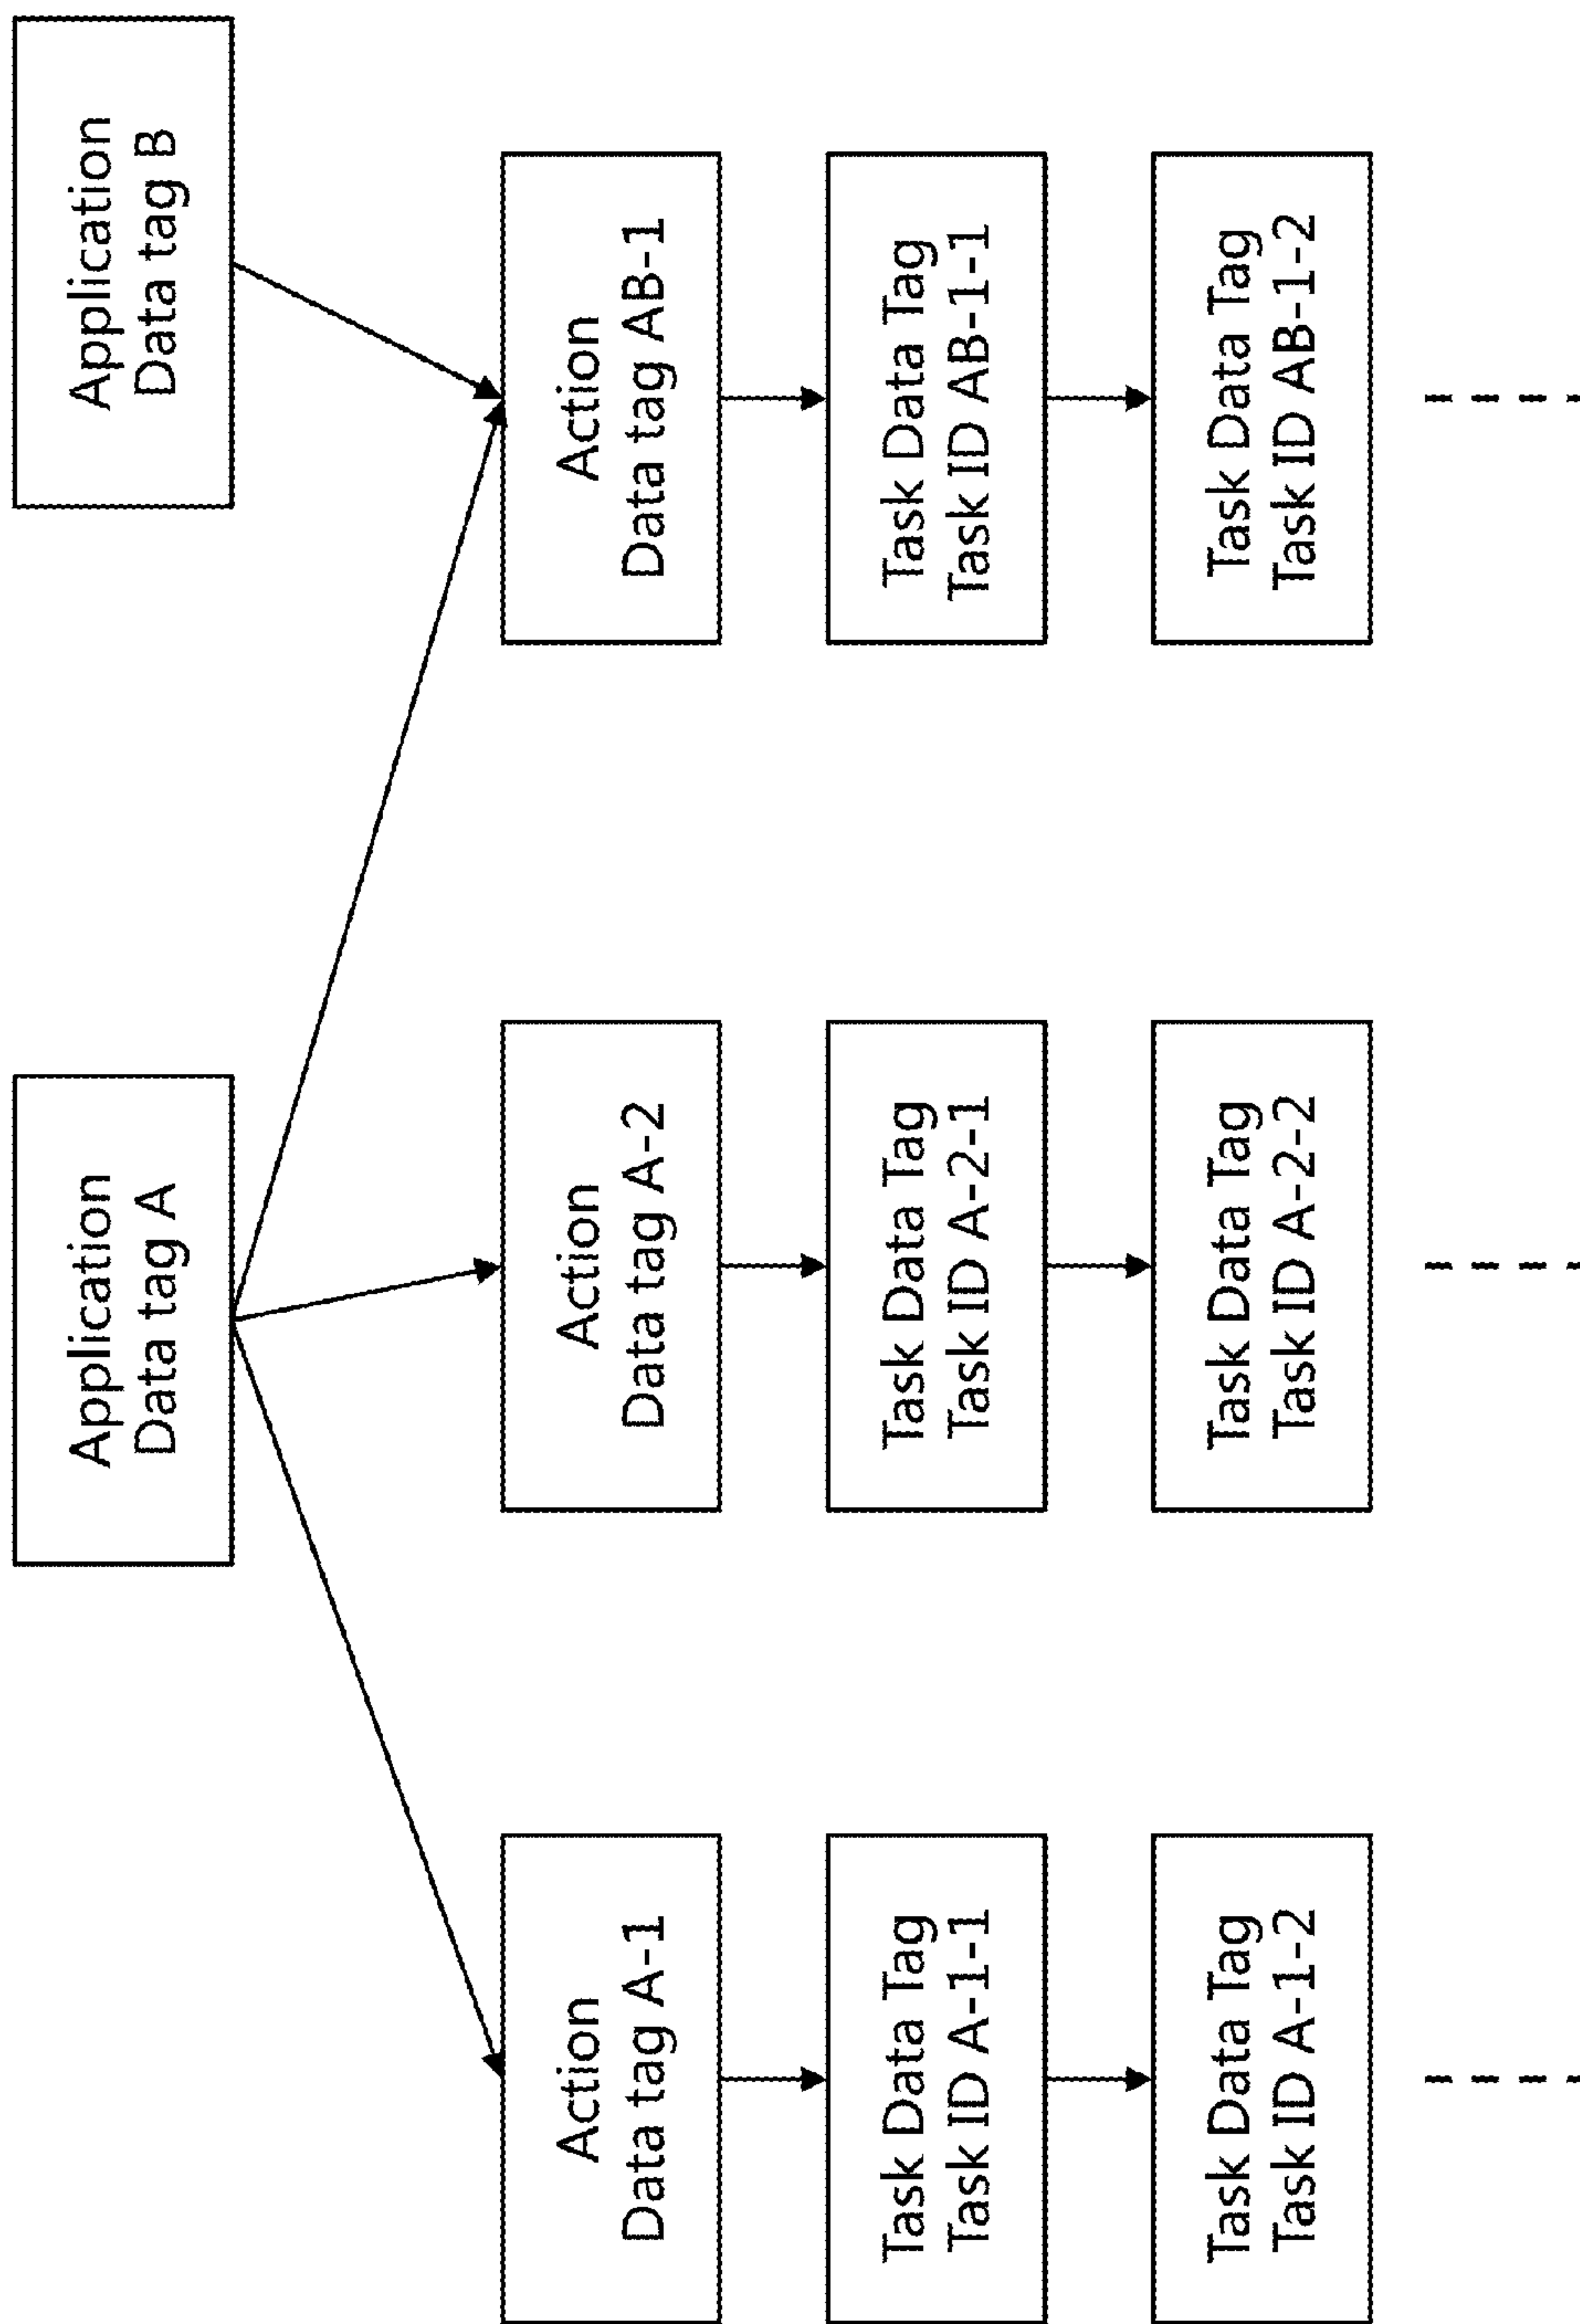 Application
Data tag A
Application
Data tag B
Action
Data tag A-1
Action
Data tag A-2
Action
Data tag AB-1
Task Data Tag
Task ID A-1-1
Task Data Tag
Task ID A-2-1
Task Data Tag
Task ID AB-1-1
Task Data Tag
Task ID A-1-2
Task Data Tag
Task ID A-2-2
Task Data Tag
Task ID AB-1-2